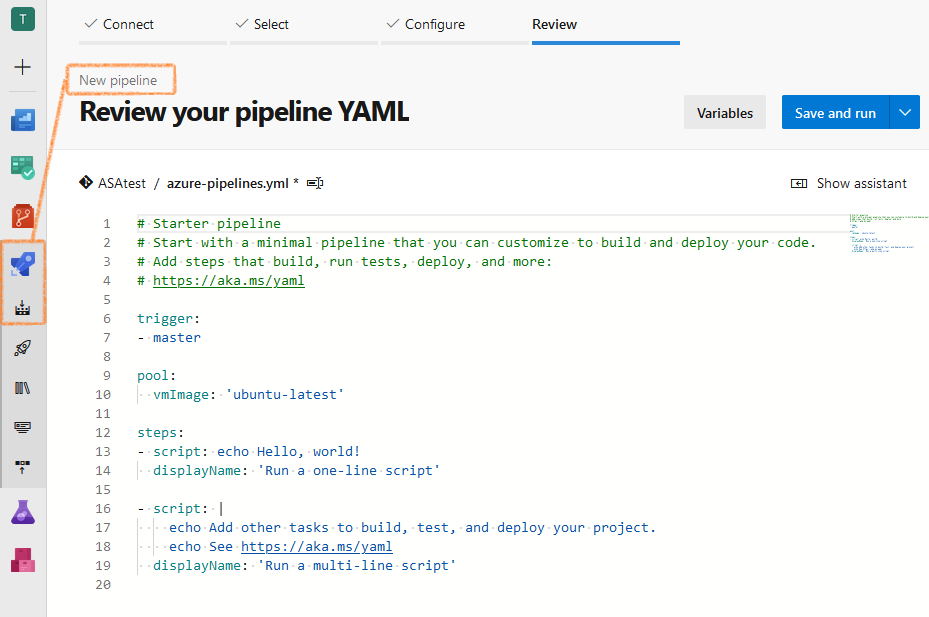 T
Connect
Select
Configure
Review
New pipeline
Review your pipeline YAML
Variables
Save and run
ASAtest / azure-pipelines.yml *
Show assistant
1 # Starter pipeline
2 # Start with a minimal pipeline that you can customize to build and deploy your code.
3 # Add steps that build, run tests, deploy, and more:
4 # https://aka.ms/yaml
5
6 trigger:
7 - master
8
9 pool:
10   vmImage: 'ubuntu-latest'
11
12 steps:
13 - script: echo Hello, world!
14   displayName: 'Run a one-line script'
15
16 - script: |
17     echo Add other tasks to build, test, and deploy your project.
18     echo See https://aka.ms/yaml
19   displayName: 'Run a multi-line script'
20